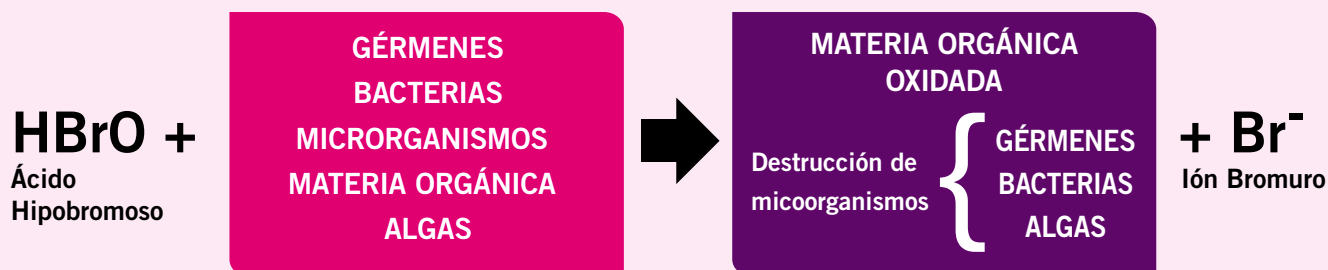 HBrO +
Ácido
Hipobromoso
GÉRMENES
BACTERIAS
MICRORGANISMOS
MATERIA ORGÁNICA
ALGAS
MATERIA ORGÁNICA
OXIDADA
Destrucción de
micoorganismos
{
GÉRMENES
BACTERIAS
ALGAS
+ Br⁻
Ión Bromuro